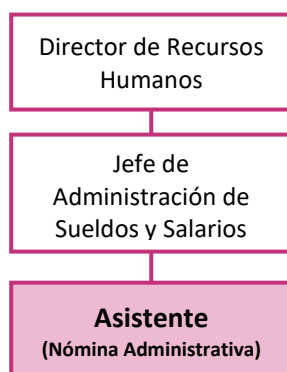 Director de Recursos
Humanos
Jefe de
Administración de
Sueldos y Salarios
Asistente
(Nómina Administrativa)